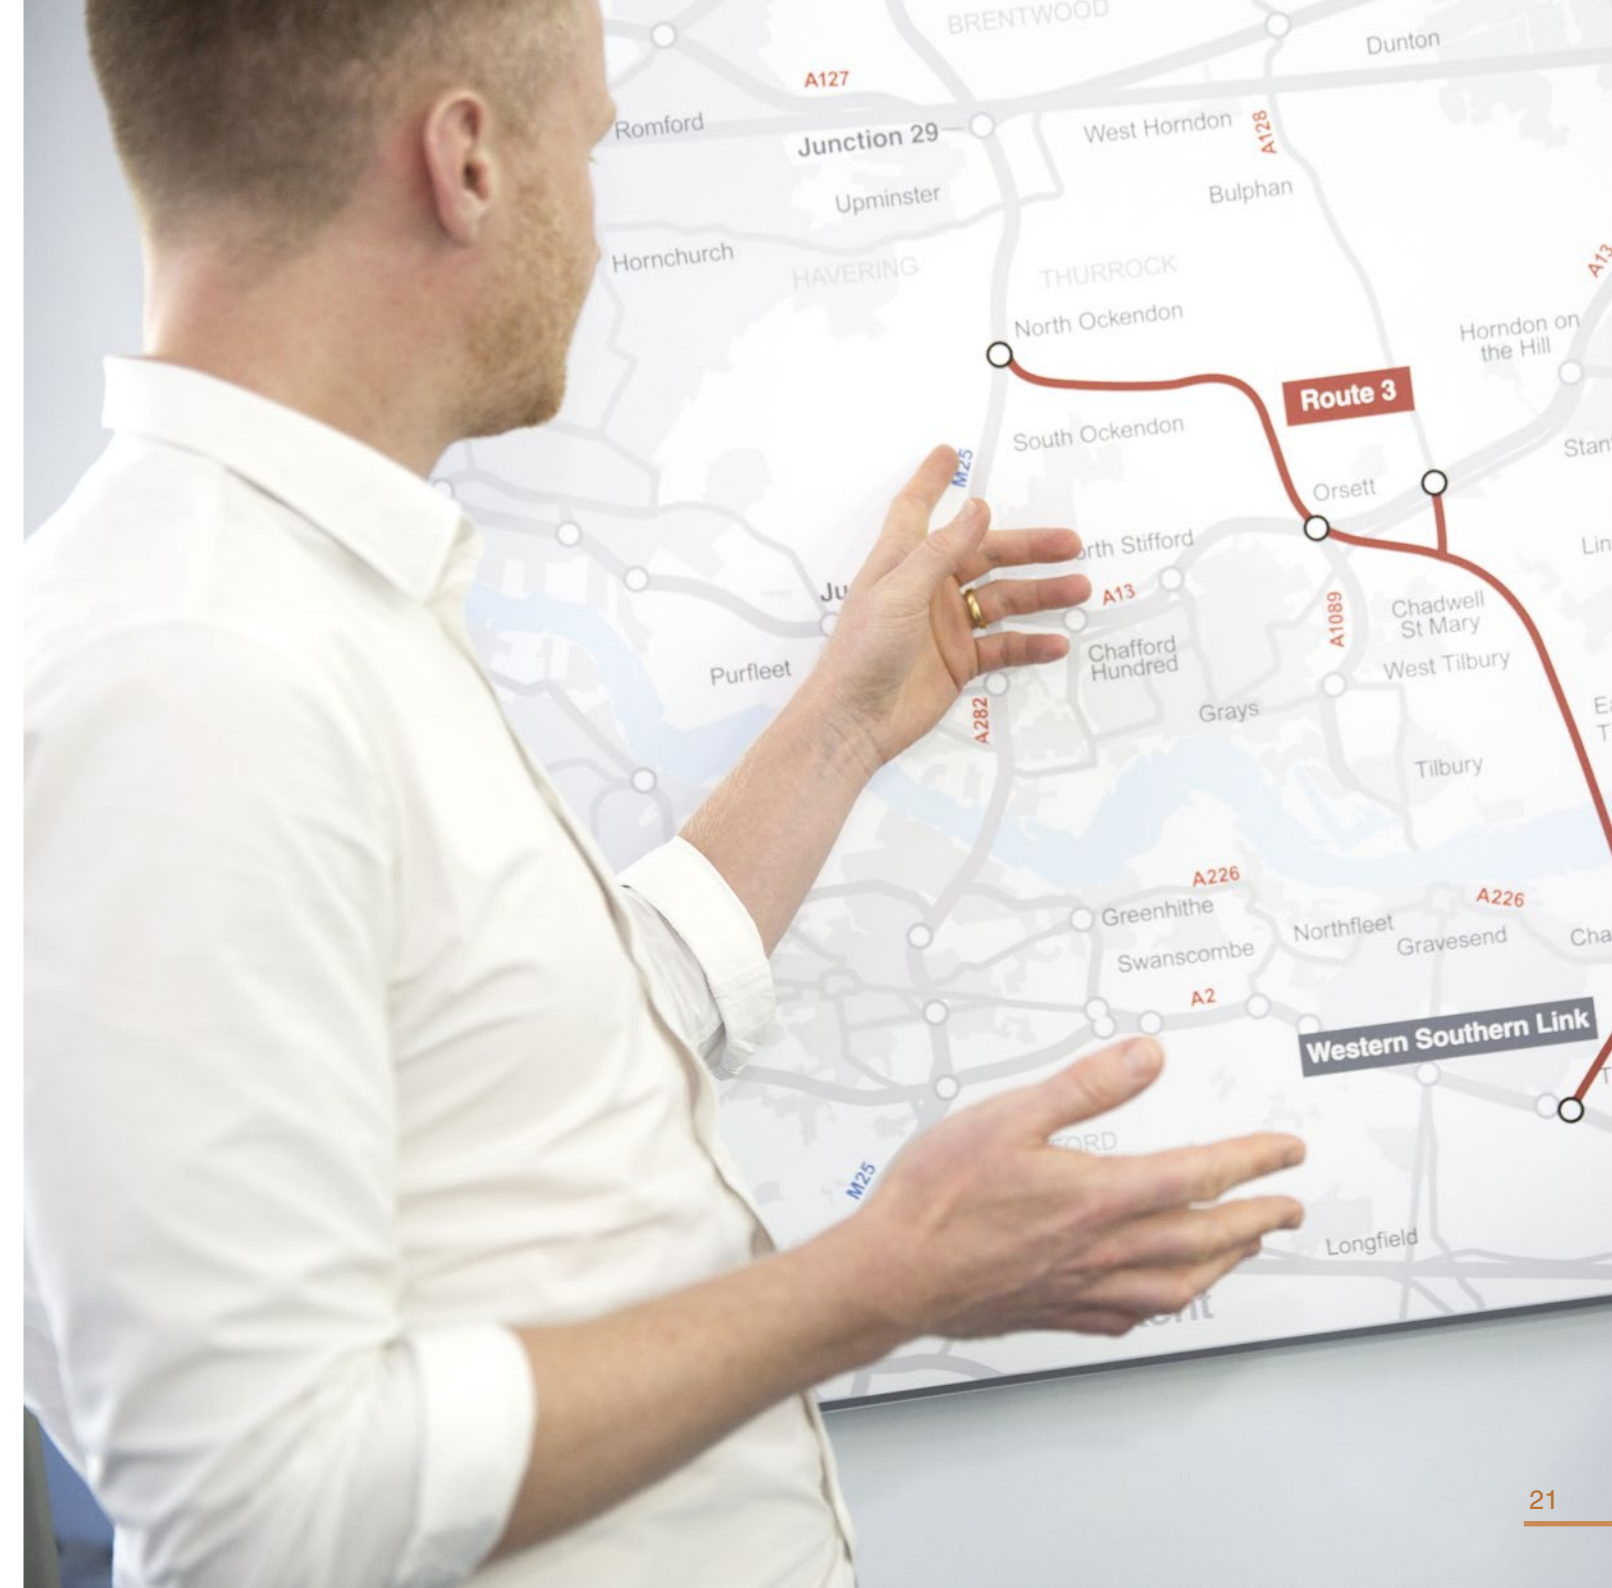 BRENTWOOD
Dunton
A127
Romford
Junction 29
West Horndon
A128
Upminster
Bulphan
Hornchurch
HAVERING
THURROCK
A13
North Ockendon
Horndon on
the Hill
Route 3
South Ockendon
M25
Orsett
Stifford
A13
A1089
Chadwell
St Mary
Chafford
Hundred
West Tilbury
Purfleet
A282
Grays
Tilbury
A226
Greenhithe
A226
Northfleet
Gravesend
Swanscombe
A2
Western Southern Link
M25
Longfield
21